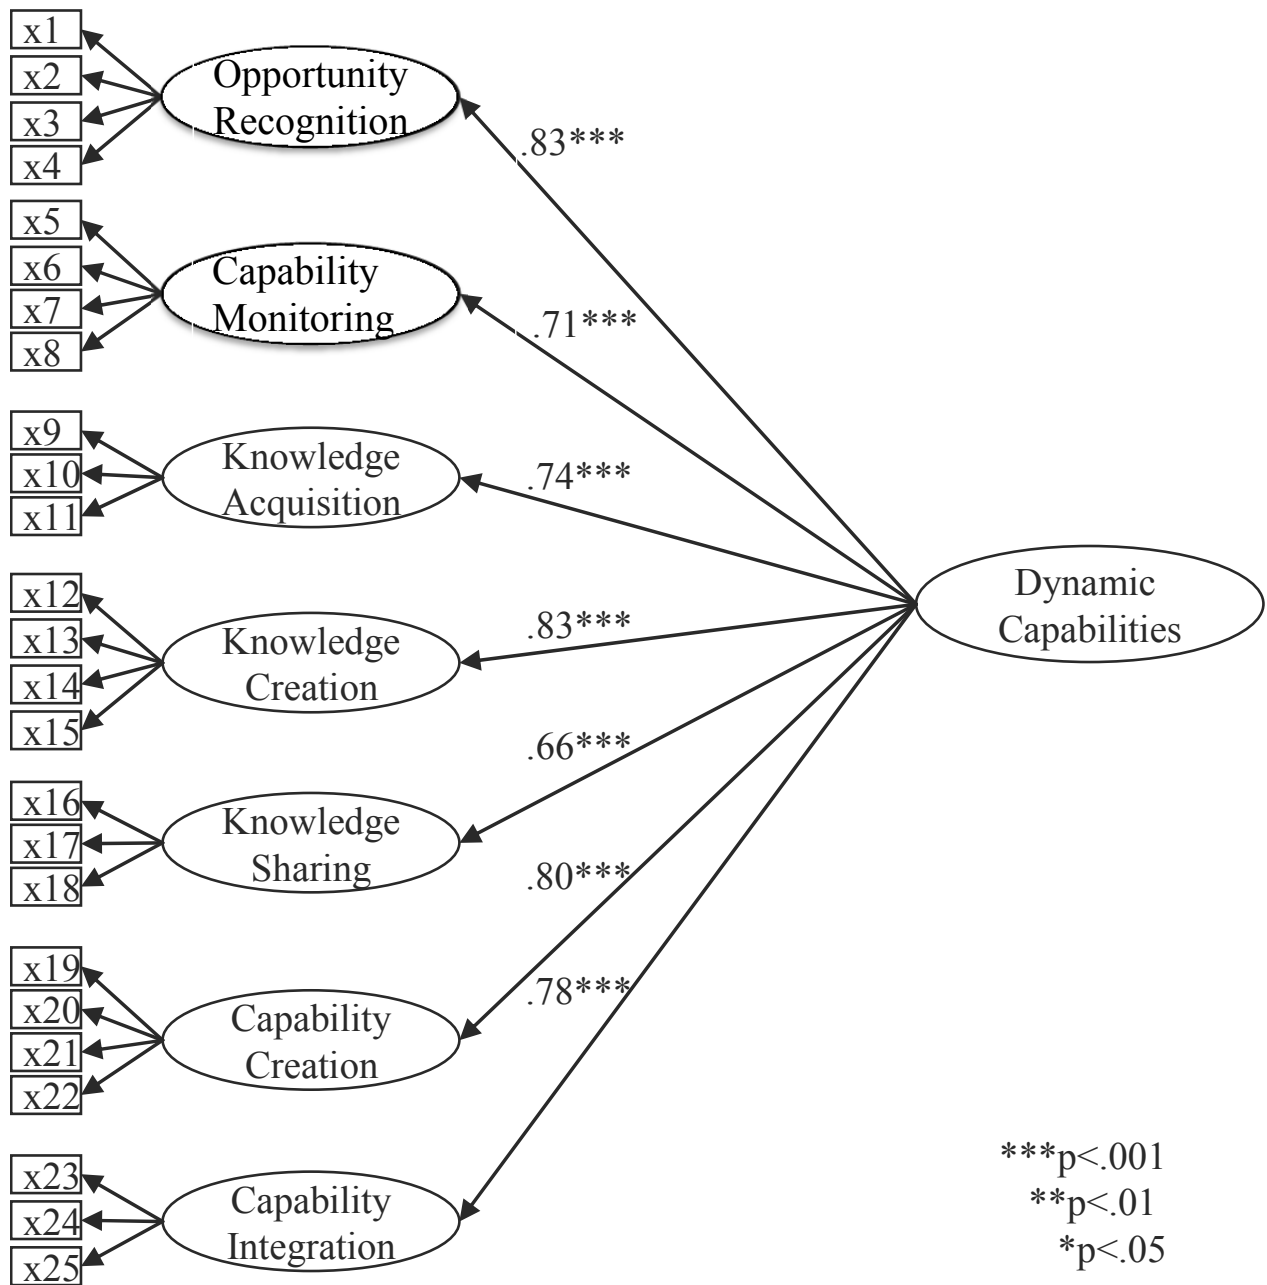 x1
x2
x3
x4
Opportunity
Recognition
.83***
x5
x6
x7
x8
Capability
Monitoring
.71***
x9
x10
x11
Knowledge
Acquisition
.74***
x12
x13
x14
x15
Knowledge
Creation
.83***
Dynamic
Capabilities
x16
x17
x18
Knowledge
Sharing
.66***
x19
x20
x21
x22
Capability
Creation
.80***
x23
x24
x25
Capability
Integration
.78***
***p<.001
**p<.01
*p<.05